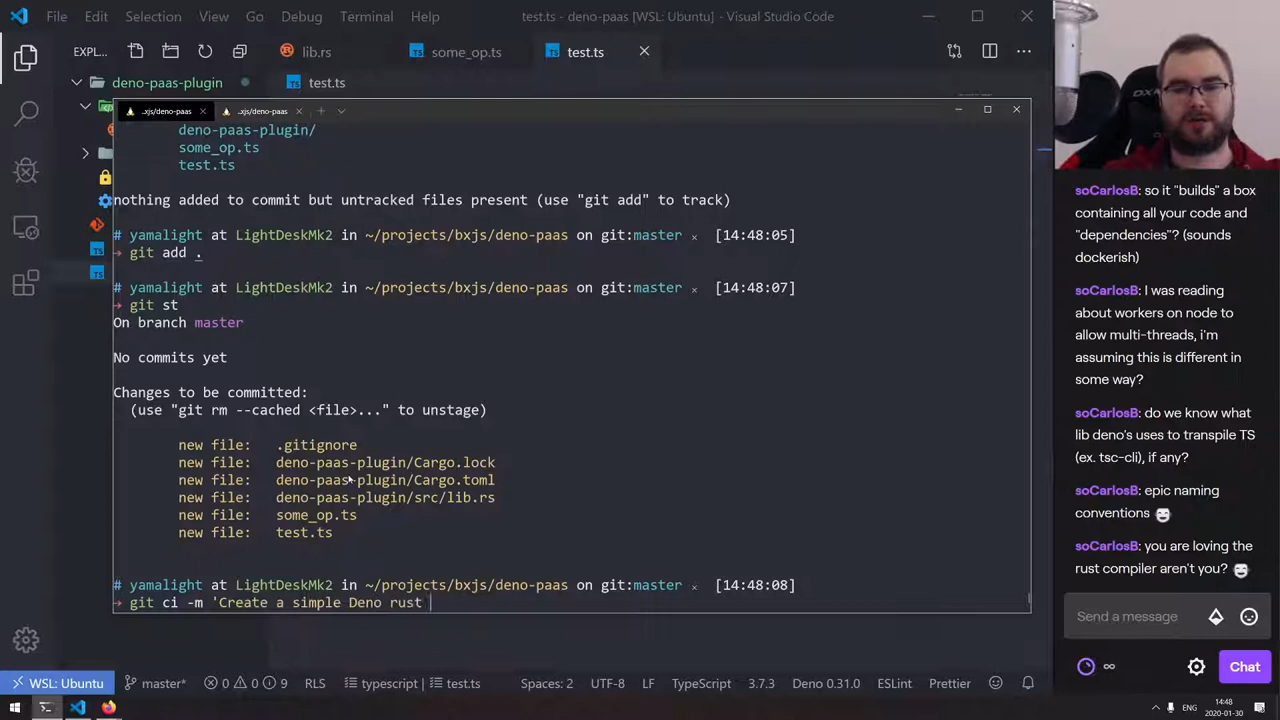 File Edit Selection View Go Debug Terminal Help test.ts - deno-paas [WSL: Ubuntu] - Visual Studio Code
EXPL... lib.rs some_op.ts test.ts
deno-paas-plugin test.ts
..xjs/deno-paas ..xjs/deno-paas
deno-paas-plugin/
some_op.ts
test.ts
nothing added to commit but untracked files present (use "git add" to track)
# yamalight at LightDeskMk2 in ~/projects/bxjs/deno-paas on git:master × [14:48:05]
→ git add .
# yamalight at LightDeskMk2 in ~/projects/bxjs/deno-paas on git:master × [14:48:07]
→ git st
On branch master
No commits yet
Changes to be committed:
(use "git rm --cached <file>..." to unstage)
new file: .gitignore
new file: deno-paas-plugin/Cargo.lock
new file: deno-paas-plugin/Cargo.toml
new file: deno-paas-plugin/src/lib.rs
new file: some_op.ts
new file: test.ts
# yamalight at LightDeskMk2 in ~/projects/bxjs/deno-paas on git:master × [14:48:08]
→ git ci -m 'Create a simple Deno rust
WSL: Ubuntu master* 0 0 9 RLS typescript | test.ts Spaces: 2 UTF-8 LF TypeScript 3.7.3 Deno 0.31.0 ESLint Prettier
DX
soCarlosB: so it "builds" a box
containing all your code and
"dependencies"? (sounds
dockerish)
soCarlosB: I was reading
about workers on node to
allow multi-threads, i'm
assuming this is different in
some way?
soCarlosB: do we know what
lib deno's uses to transpile TS
(ex. tsc-cli), if any?
soCarlosB: epic naming
conventions
soCarlosB: you are loving the
rust compiler aren't you?
Send a message
∞ Chat
ENG 14:48
2020-01-30